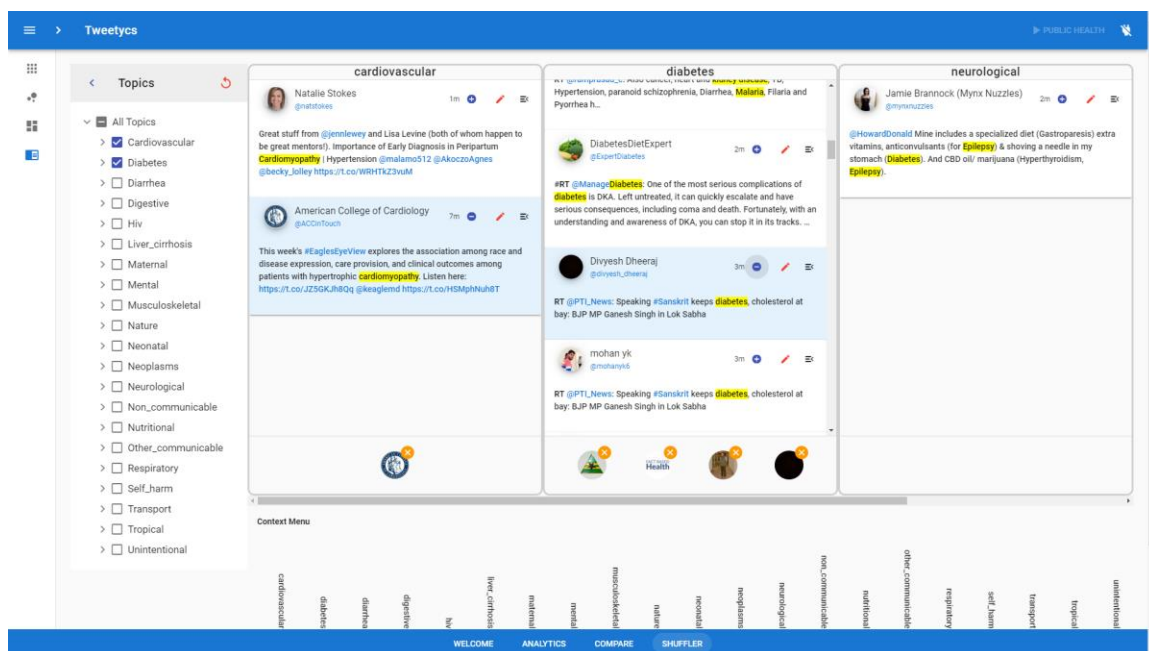 Tweetycs
PUBLIC HEALTH
Topics
All Topics
Cardiovascular
Diabetes
Diarrhea
Digestive
Hiv
Liver_cirrhosis
Maternal
Mental
Musculoskeletal
Nature
Neonatal
Neoplasms
Neurological
Non_communicable
Nutritional
Other_communicable
Respiratory
Self_harm
Transport
Tropical
Unintentional
cardiovascular
Natalie Stokes
1m
@natstokes
Great stuff from @jennlewey and Lisa Levine (both of whom happen to
be great mentors!). Importance of Early Diagnosis in Peripartum
Cardiomyopathy | Hypertension @malamo512 @AkoczoAgnes
@becky_lolley https://t.co/WRHTkZ3vuM
American College of Cardiology
7m
@ACCinTouch
This week's #EaglesEyeView explores the association among race and
disease expression, care provision, and clinical outcomes among
patients with hypertrophic cardiomyopathy. Listen here:
https://t.co/JZ5GKJh8Qq @keaglemd https://t.co/HSMphNuh8T
diabetes
Hypertension, paranoid schizophrenia, Diarrhea, Malaria, Filaria and
Pyorrhea h...
DiabetesDietExpert
2m
@ExpertDiabetes
#RT @ManageDiabetes: One of the most serious complications of
diabetes is DKA. Left untreated, it can quickly escalate and have
serious consequences, including coma and death. Fortunately, with an
understanding and awareness of DKA, you can stop it in its tracks. ...
Divyesh Dheeraj
3m
@divyesh_dheeraj
RT @PTI_News: Speaking #Sanskrit keeps diabetes, cholesterol at
bay: BJP MP Ganesh Singh in Lok Sabha
mohan yk
3m
@mohanyk6
RT @PTI_News: Speaking #Sanskrit keeps diabetes, cholesterol at
bay: BJP MP Ganesh Singh in Lok Sabha
Health
neurological
Jamie Brannock (Mynx Nuzzles)
2m
@mynxnuzzles
@HowardDonald Mine includes a specialized diet (Gastroparesis) extra
vitamins, anticonvulsants (for Epilepsy) & shoving a needle in my
stomach (Diabetes). And CBD oil/ marijuana (Hyperthyroidism,
Epilepsy).
Context Menu
cardiovascular
diabetes
diarrhea
digestive
hiv
liver_cirrhosis
maternal
mental
musculoskeletal
nature
neonatal
neoplasms
neurological
non_communicable
nutritional
other_communicable
respiratory
self_harm
transport
tropical
unintentional
WELCOME
ANALYTICS
COMPARE
SHUFFLER